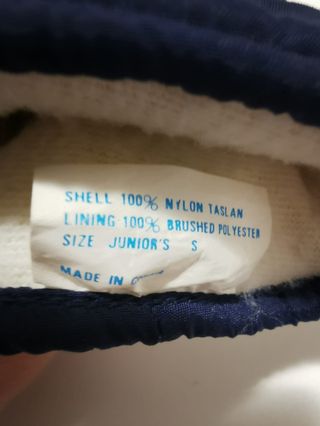 SHELL 100% NYLON TASLAN
LINING 100% BRUSHED POLYESTER
SIZE JUNIOR'S S
MADE IN